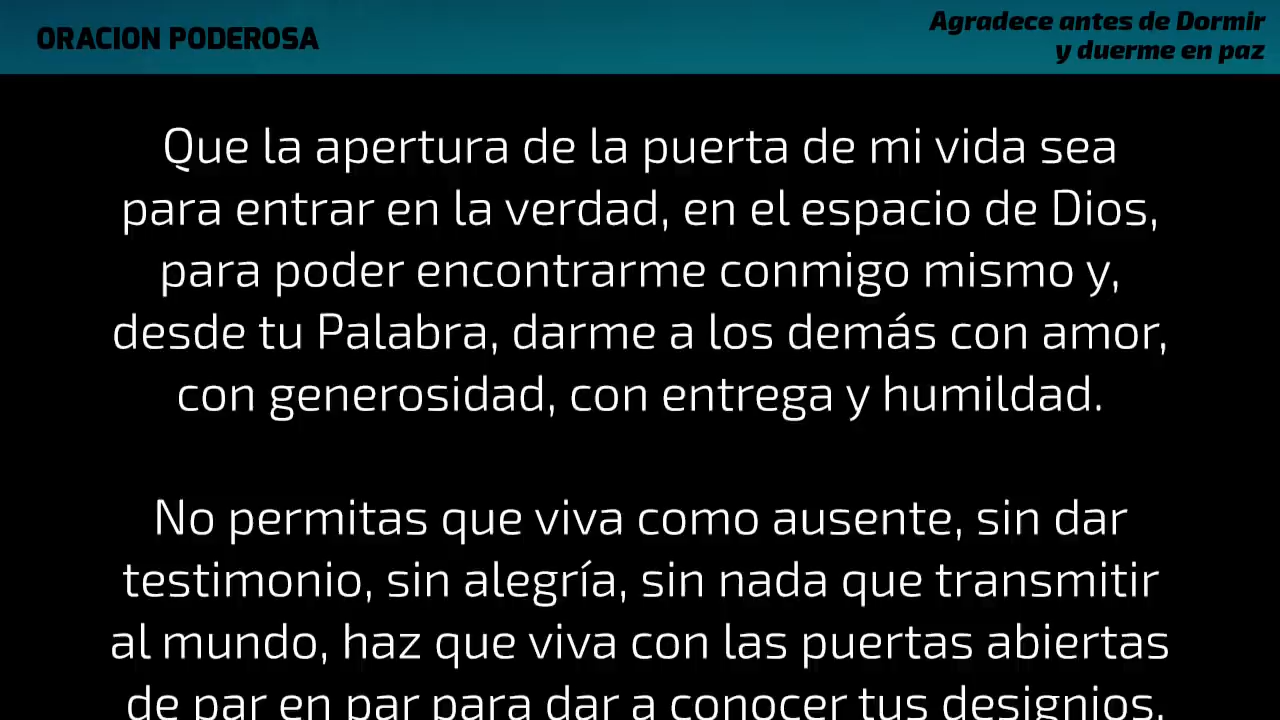 ORACION PODEROSA
Agradece antes de Dormir
y duerme en paz
Que la apertura de la puerta de mi vida sea
para entrar en la verdad, en el espacio de Dios,
para poder encontrarme conmigo mismo y,
desde tu Palabra, darme a los demás con amor,
con generosidad, con entrega y humildad.
No permitas que viva como ausente, sin dar
testimonio, sin alegría, sin nada que transmitir
al mundo, haz que viva con las puertas abiertas
de par en par para dar a conocer tus designios.